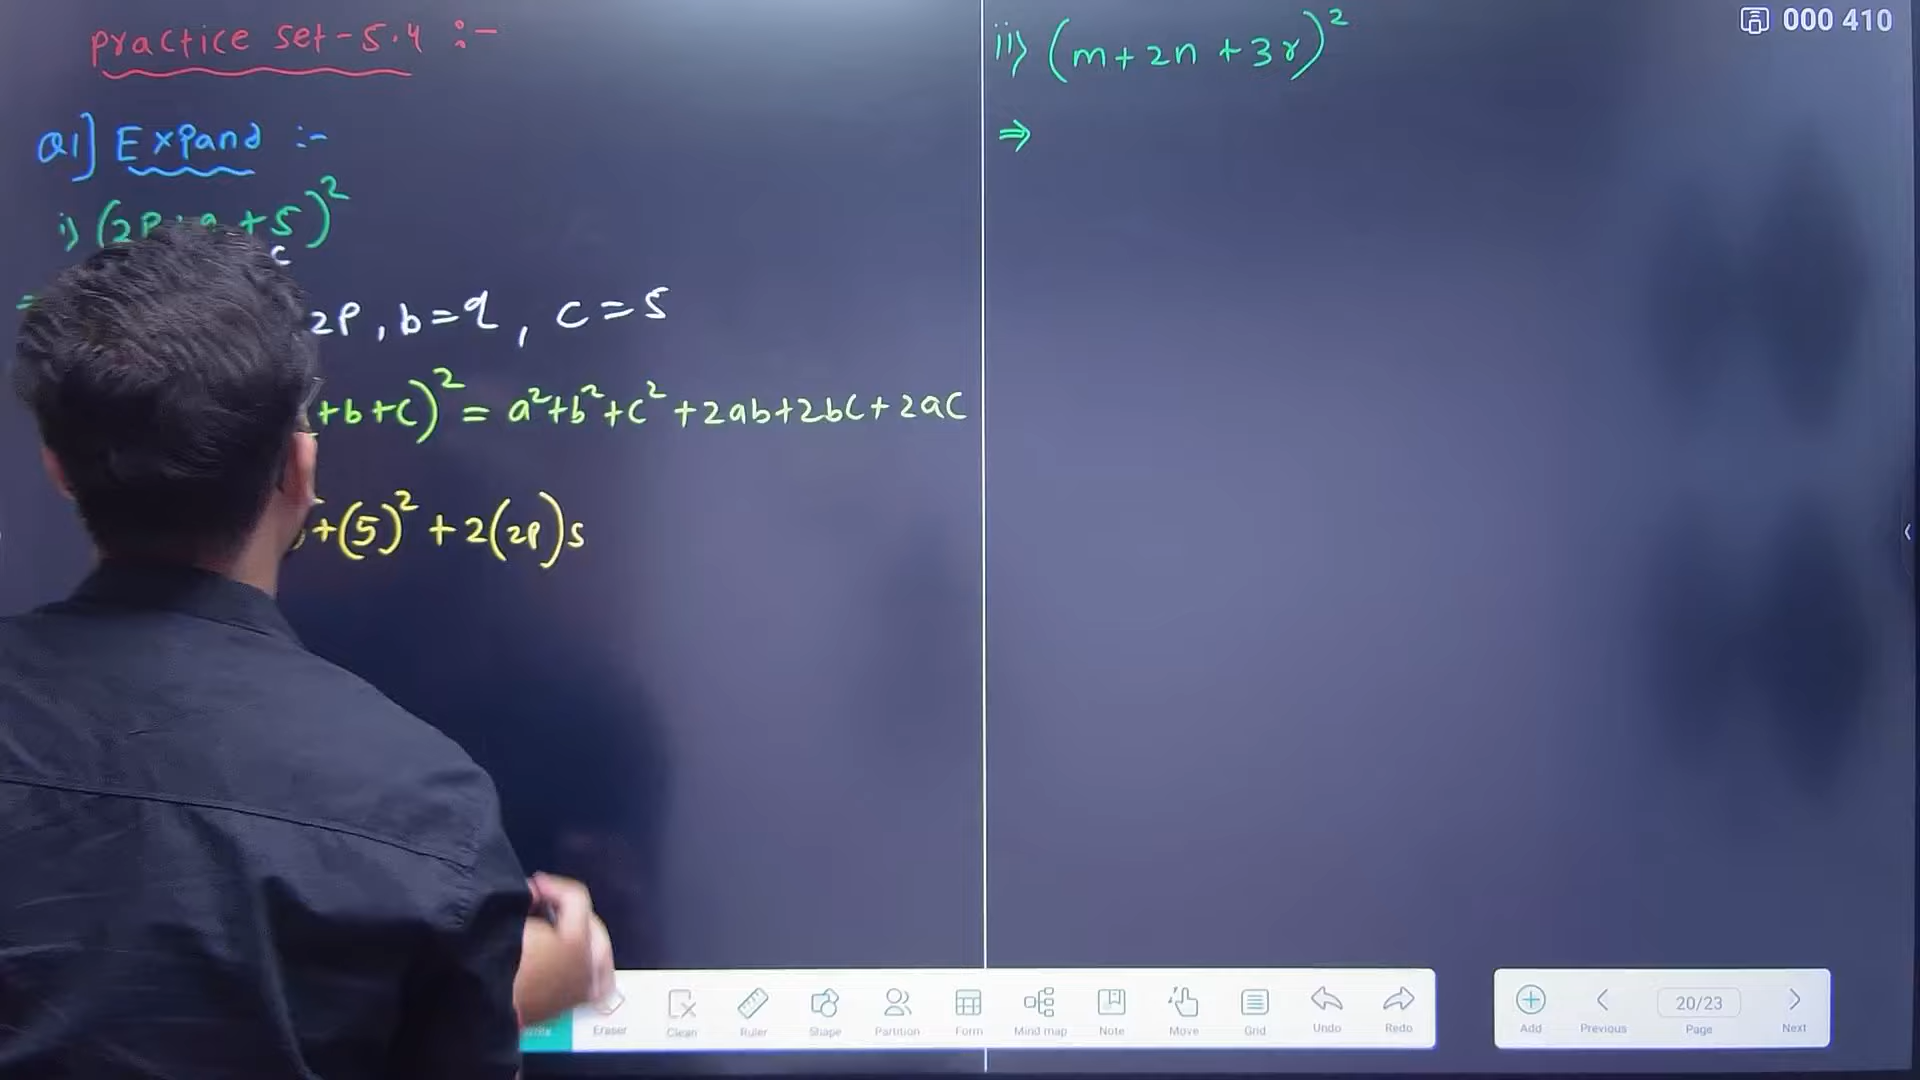 practice set-5.4 :-
Q1] Expand :-
i) (2p+q+5)²
c
2p, b=q, c=5
+b+c)² = a²+b²+c²+2ab+2bc+2ac
+(5)²+2(2p)5
ii) (m+2n+3r)²
⇒
000 410
Eraser
Clean
Ruler
Shape
Partition
Form
Mind map
Note
Move
Grid
Undo
Redo
Add
Previous
20/23
Page
Next